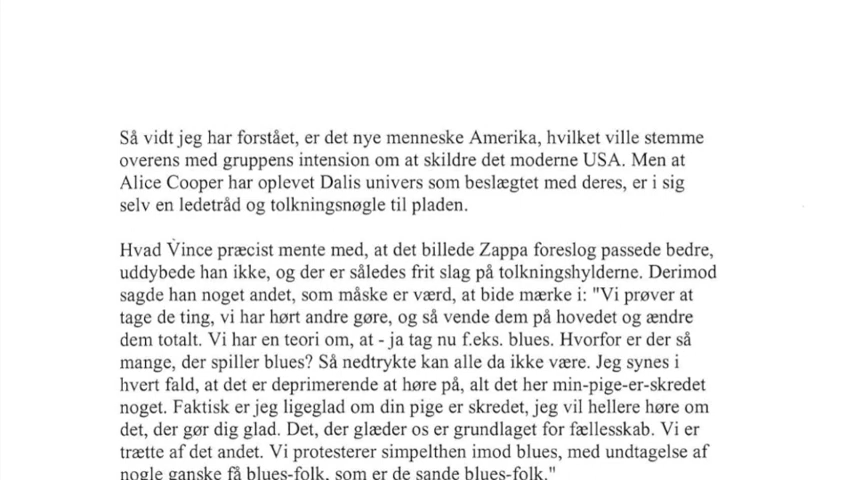 Så vidt jeg har forstået, er det nye menneske Amerika, hvilket ville stemme
overens med gruppens intension om at skildre det moderne USA. Men at
Alice Cooper har oplevet Dalis univers som beslægtet med deres, er i sig
selv en ledetråd og tolkningsnøgle til pladen.
Hvad Vince præcist mente med, at det billede Zappa foreslog passede bedre,
uddybede han ikke, og der er således frit slag på tolkningshylderne. Derimod
sagde han noget andet, som måske er værd, at bide mærke i: "Vi prøver at
tage de ting, vi har hørt andre gøre, og så vende dem på hovedet og ændre
dem totalt. Vi har en teori om, at - ja tag nu f.eks. blues. Hvorfor er der så
mange, der spiller blues? Så nedtrykte kan alle da ikke være. Jeg synes i
hvert fald, at det er deprimerende at høre på, alt det her min-pige-er-skredet
noget. Faktisk er jeg ligeglad om din pige er skredet, jeg vil hellere høre om
det, der gør dig glad. Det, der glæder os er grundlaget for fællesskab. Vi er
trætte af det andet. Vi protesterer simpelthen imod blues, med undtagelse af
nogle ganske få blues-folk, som er de sande blues-folk."